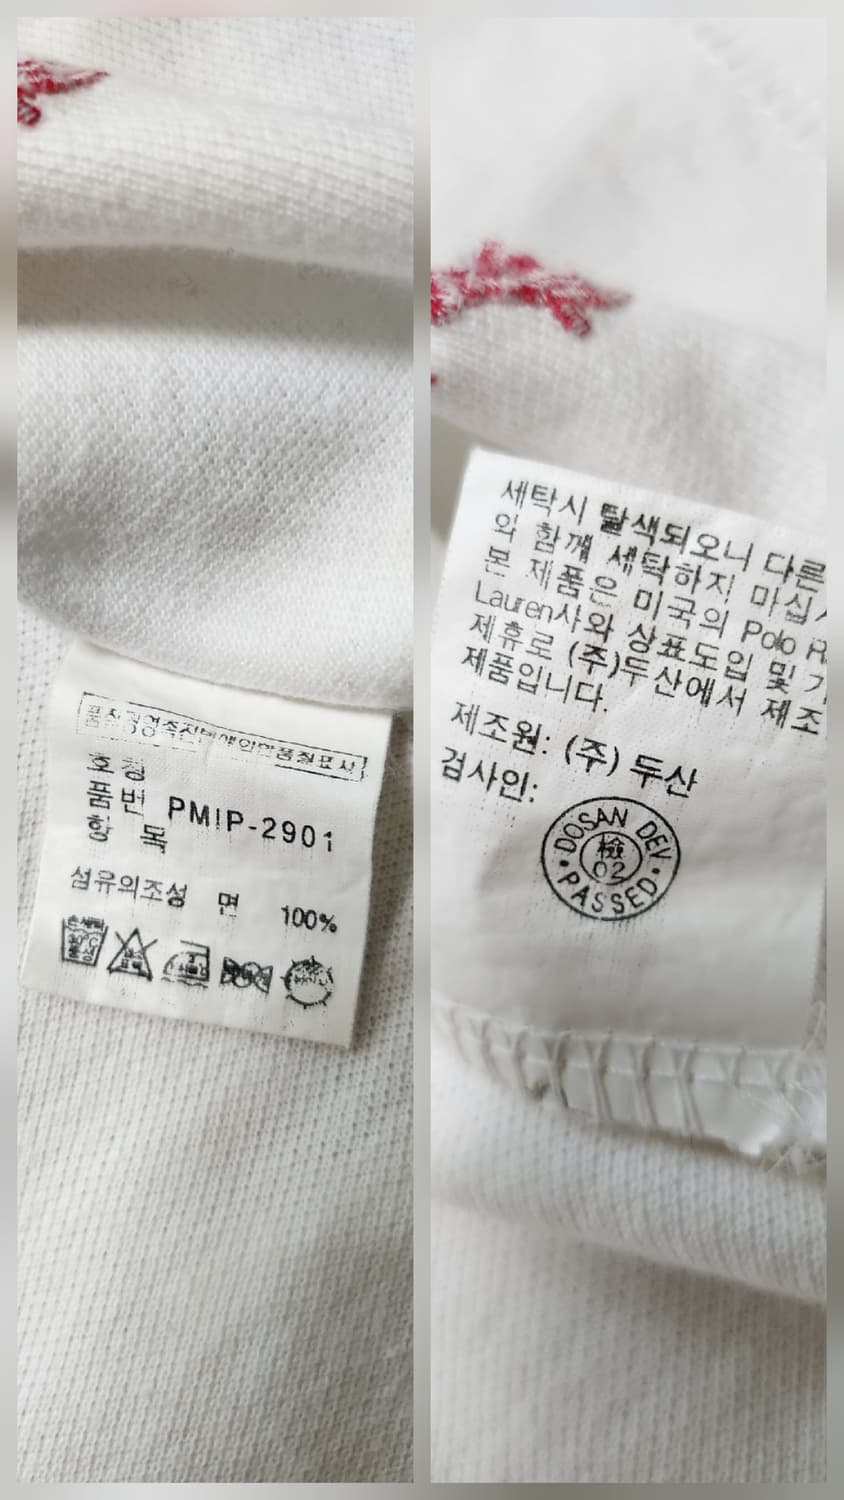 호칭
품번 PMIP-2901
항 목
섬유의조성 면 100%
손세탁
세탁시 탈색되오니 다른
와 함께 세탁하지 마십시
본 제품은 미국의 Polo R
Lauren사와 상표도입 및 기
제휴로 (주)두산에서 제조
제품입니다.
제조원: (주) 두산
검사인:
DOSAN DEV
檢
02
PASSED